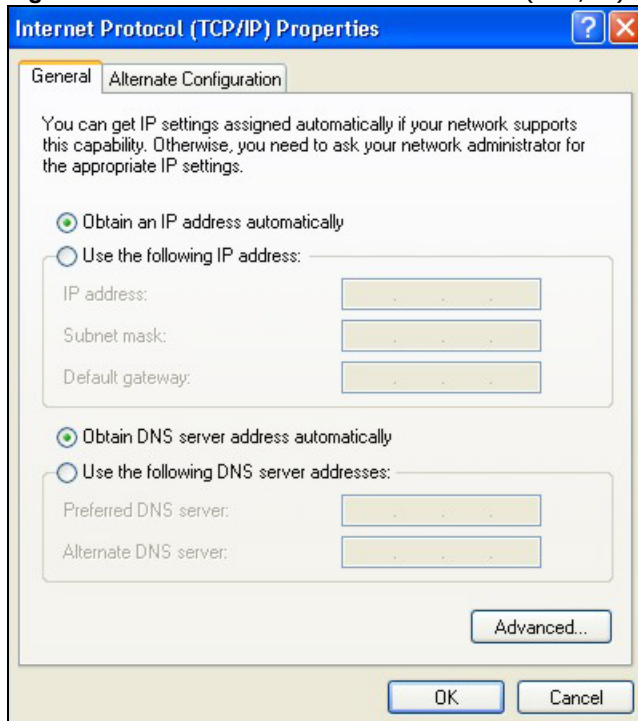 Internet Protocol (TCP/IP) Properties
General
Alternate Configuration
You can get IP settings assigned automatically if your network supports
this capability. Otherwise, you need to ask your network administrator for
the appropriate IP settings.
Obtain an IP address automatically
Use the following IP address:
IP address:
Subnet mask:
Default gateway:
Obtain DNS server address automatically
Use the following DNS server addresses:
Preferred DNS server:
Alternate DNS server:
Advanced...
OK
Cancel